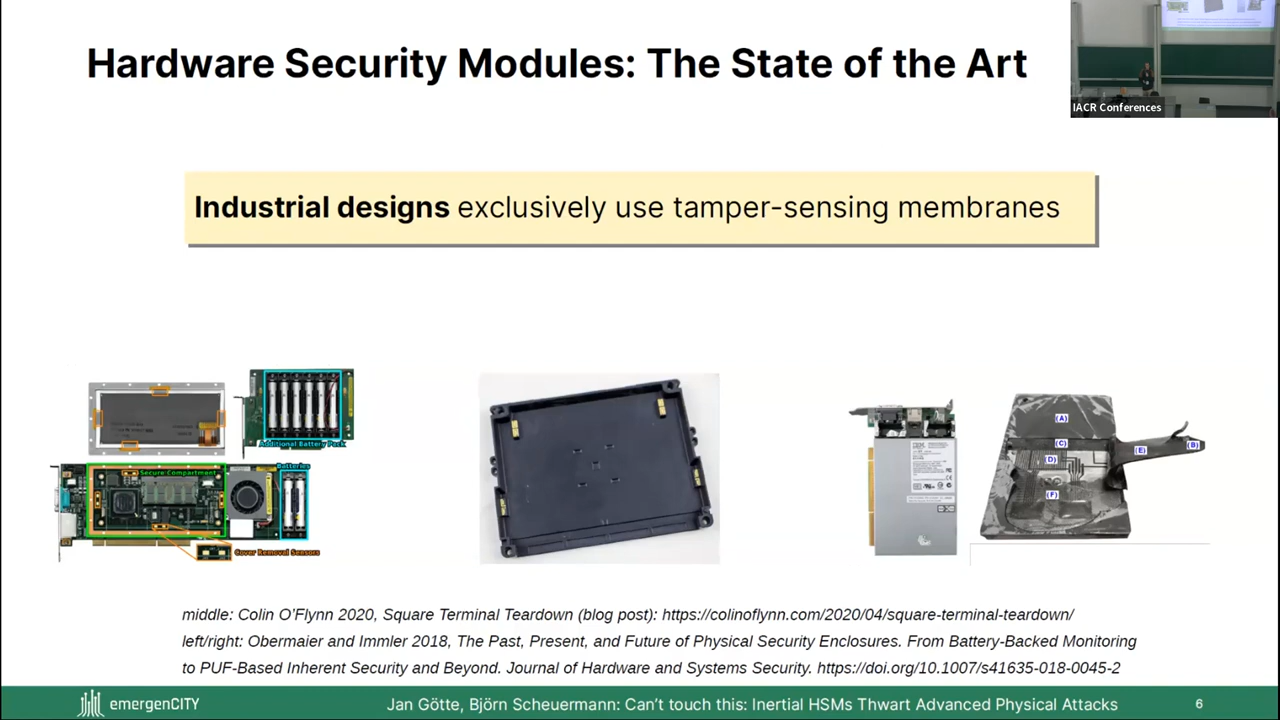 Hardware Security Modules: The State of the Art
IACR Conferences
Industrial designs exclusively use tamper-sensing membranes
Additional Battery Pack
Batteries
Secure Compartment
Cover Removal Sensors
(A)
(C)
(B)
(E)
(D)
(F)
middle: Colin O'Flynn 2020, Square Terminal Teardown (blog post): https://colinoflynn.com/2020/04/square-terminal-teardown/
left/right: Obermaier and Immler 2018, The Past, Present, and Future of Physical Security Enclosures. From Battery-Backed Monitoring
to PUF-Based Inherent Security and Beyond. Journal of Hardware and Systems Security. https://doi.org/10.1007/s41635-018-0045-2
emergenCITY
Jan Götte, Björn Scheuermann: Can't touch this: Inertial HSMs Thwart Advanced Physical Attacks
6